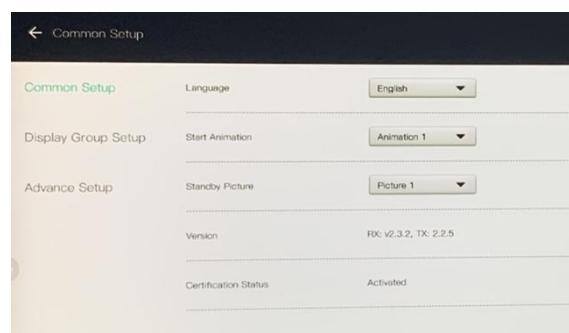 Common Setup
Common Setup
Language
English
Display Group Setup
Start Animation
Animation 1
Advance Setup
Standby Picture
Picture 1
Version
RX: v2.3.2, TX: 2.2.5
Certification Status
Activated